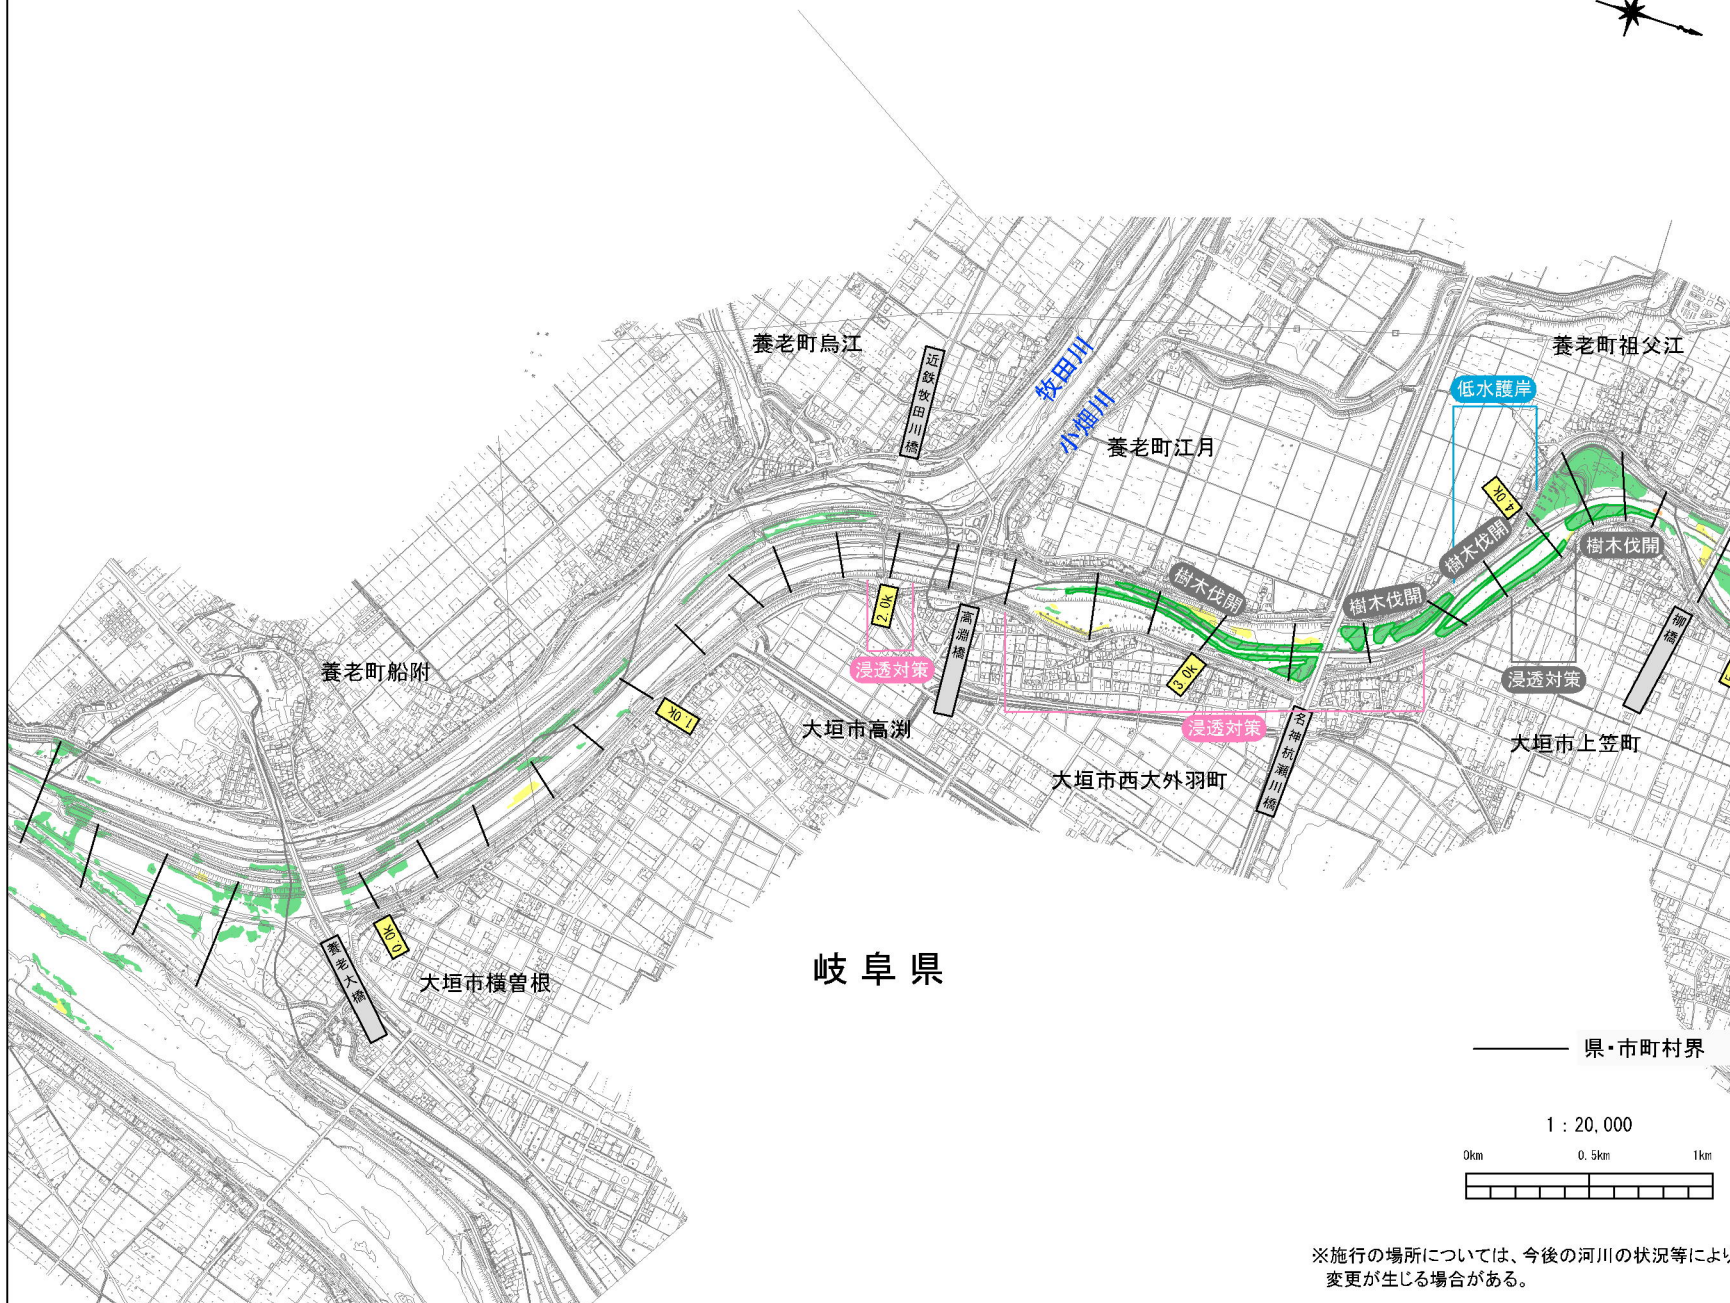 養老町烏江
近鉄牧田川橋
牧田川
小畑川
養老町江月
養老町祖父江
低水護岸
4.0k
樹木伐開
樹木伐開
樹木伐開
樹木伐開
2.0k
高淵橋
浸透対策
3.0k
浸透対策
浸透対策
柳橋
養老町船附
1.0k
大垣市高渕
大垣市西大外羽町
名神杭瀬川橋
大垣市上笠町
0.0k
養老大橋
大垣市横曽根
岐阜県
県・市町村界
1:20,000
0km 0.5km 1km
※施行の場所については、今後の河川の状況等により
変更が生じる場合がある。